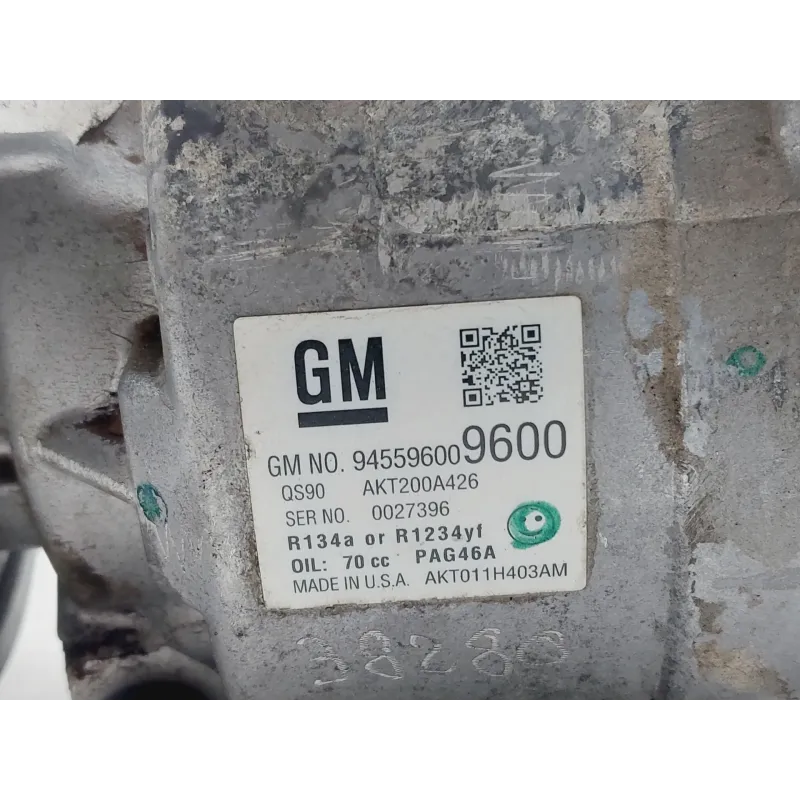 GM
GM NO. 94559600 9600
QS90 AKT200A426
SER NO. 0027396
R134a or R1234yf
OIL: 70 cc PAG46A
MADE IN U.S.A. AKT011H403AM
38280